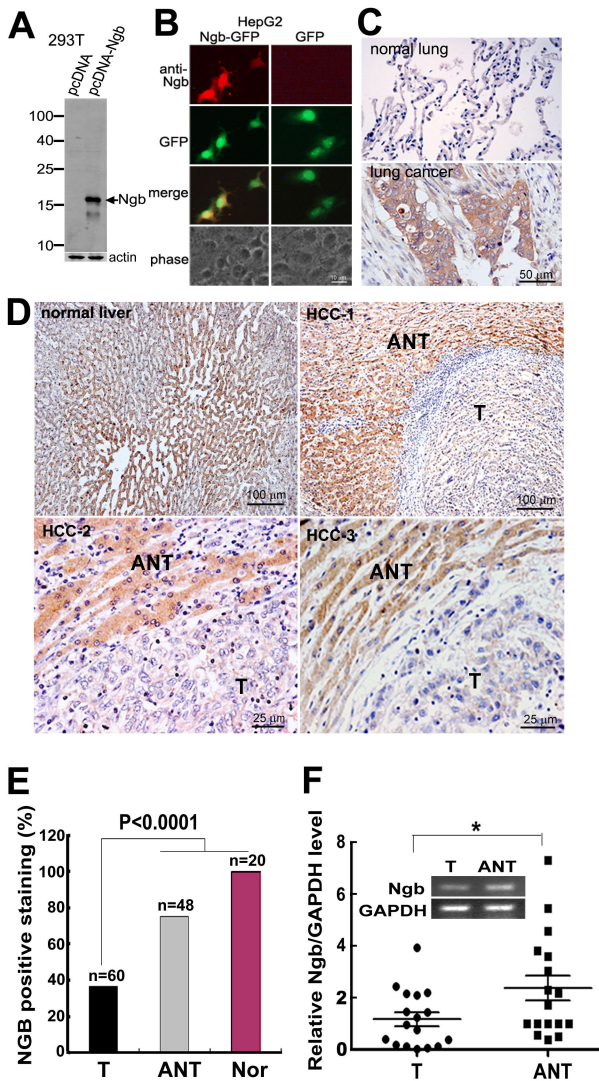 A
293T
pcDNA
pcDNA-Ngb
100
40
25
15
10
Ngb
actin
B
HepG2
Ngb-GFP GFP
anti-
Ngb
GFP
merge
phase
10 μm
C
nomal lung
lung cancer
50 μm
D
normal liver
100 μm
HCC-1
ANT
T
100 μm
HCC-2
ANT
T
25 μm
HCC-3
ANT
T
25 μm
E
NGB positive staining (%)
P<0.0001
120
100
80
60
40
20
0
n=60
n=48
n=20
T ANT Nor
F
Relative Ngb/GAPDH level
*
8
6
4
2
0
T ANT
Ngb
GAPDH
T ANT